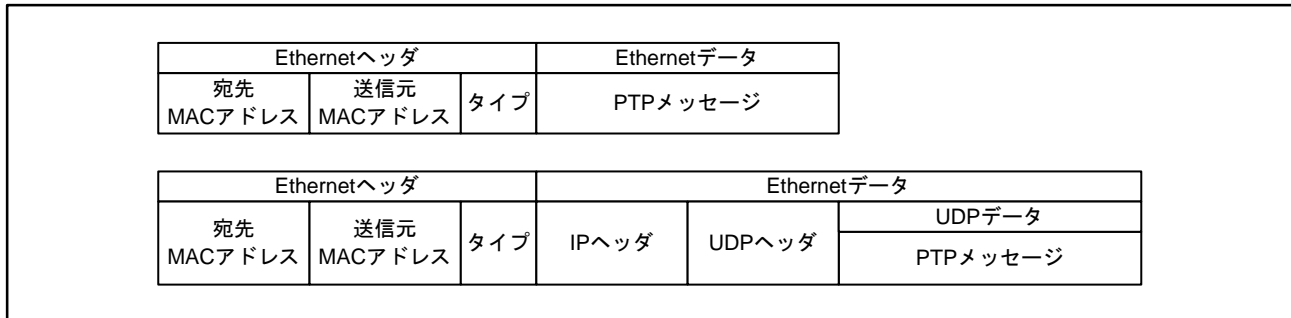 Ethernetヘッダ Ethernetデータ
宛先 送信元 タイプ PTPメッセージ
MACアドレス MACアドレス
Ethernetヘッダ Ethernetデータ
宛先 送信元 タイプ IPヘッダ UDPヘッダ UDPデータ
MACアドレス MACアドレス PTPメッセージ